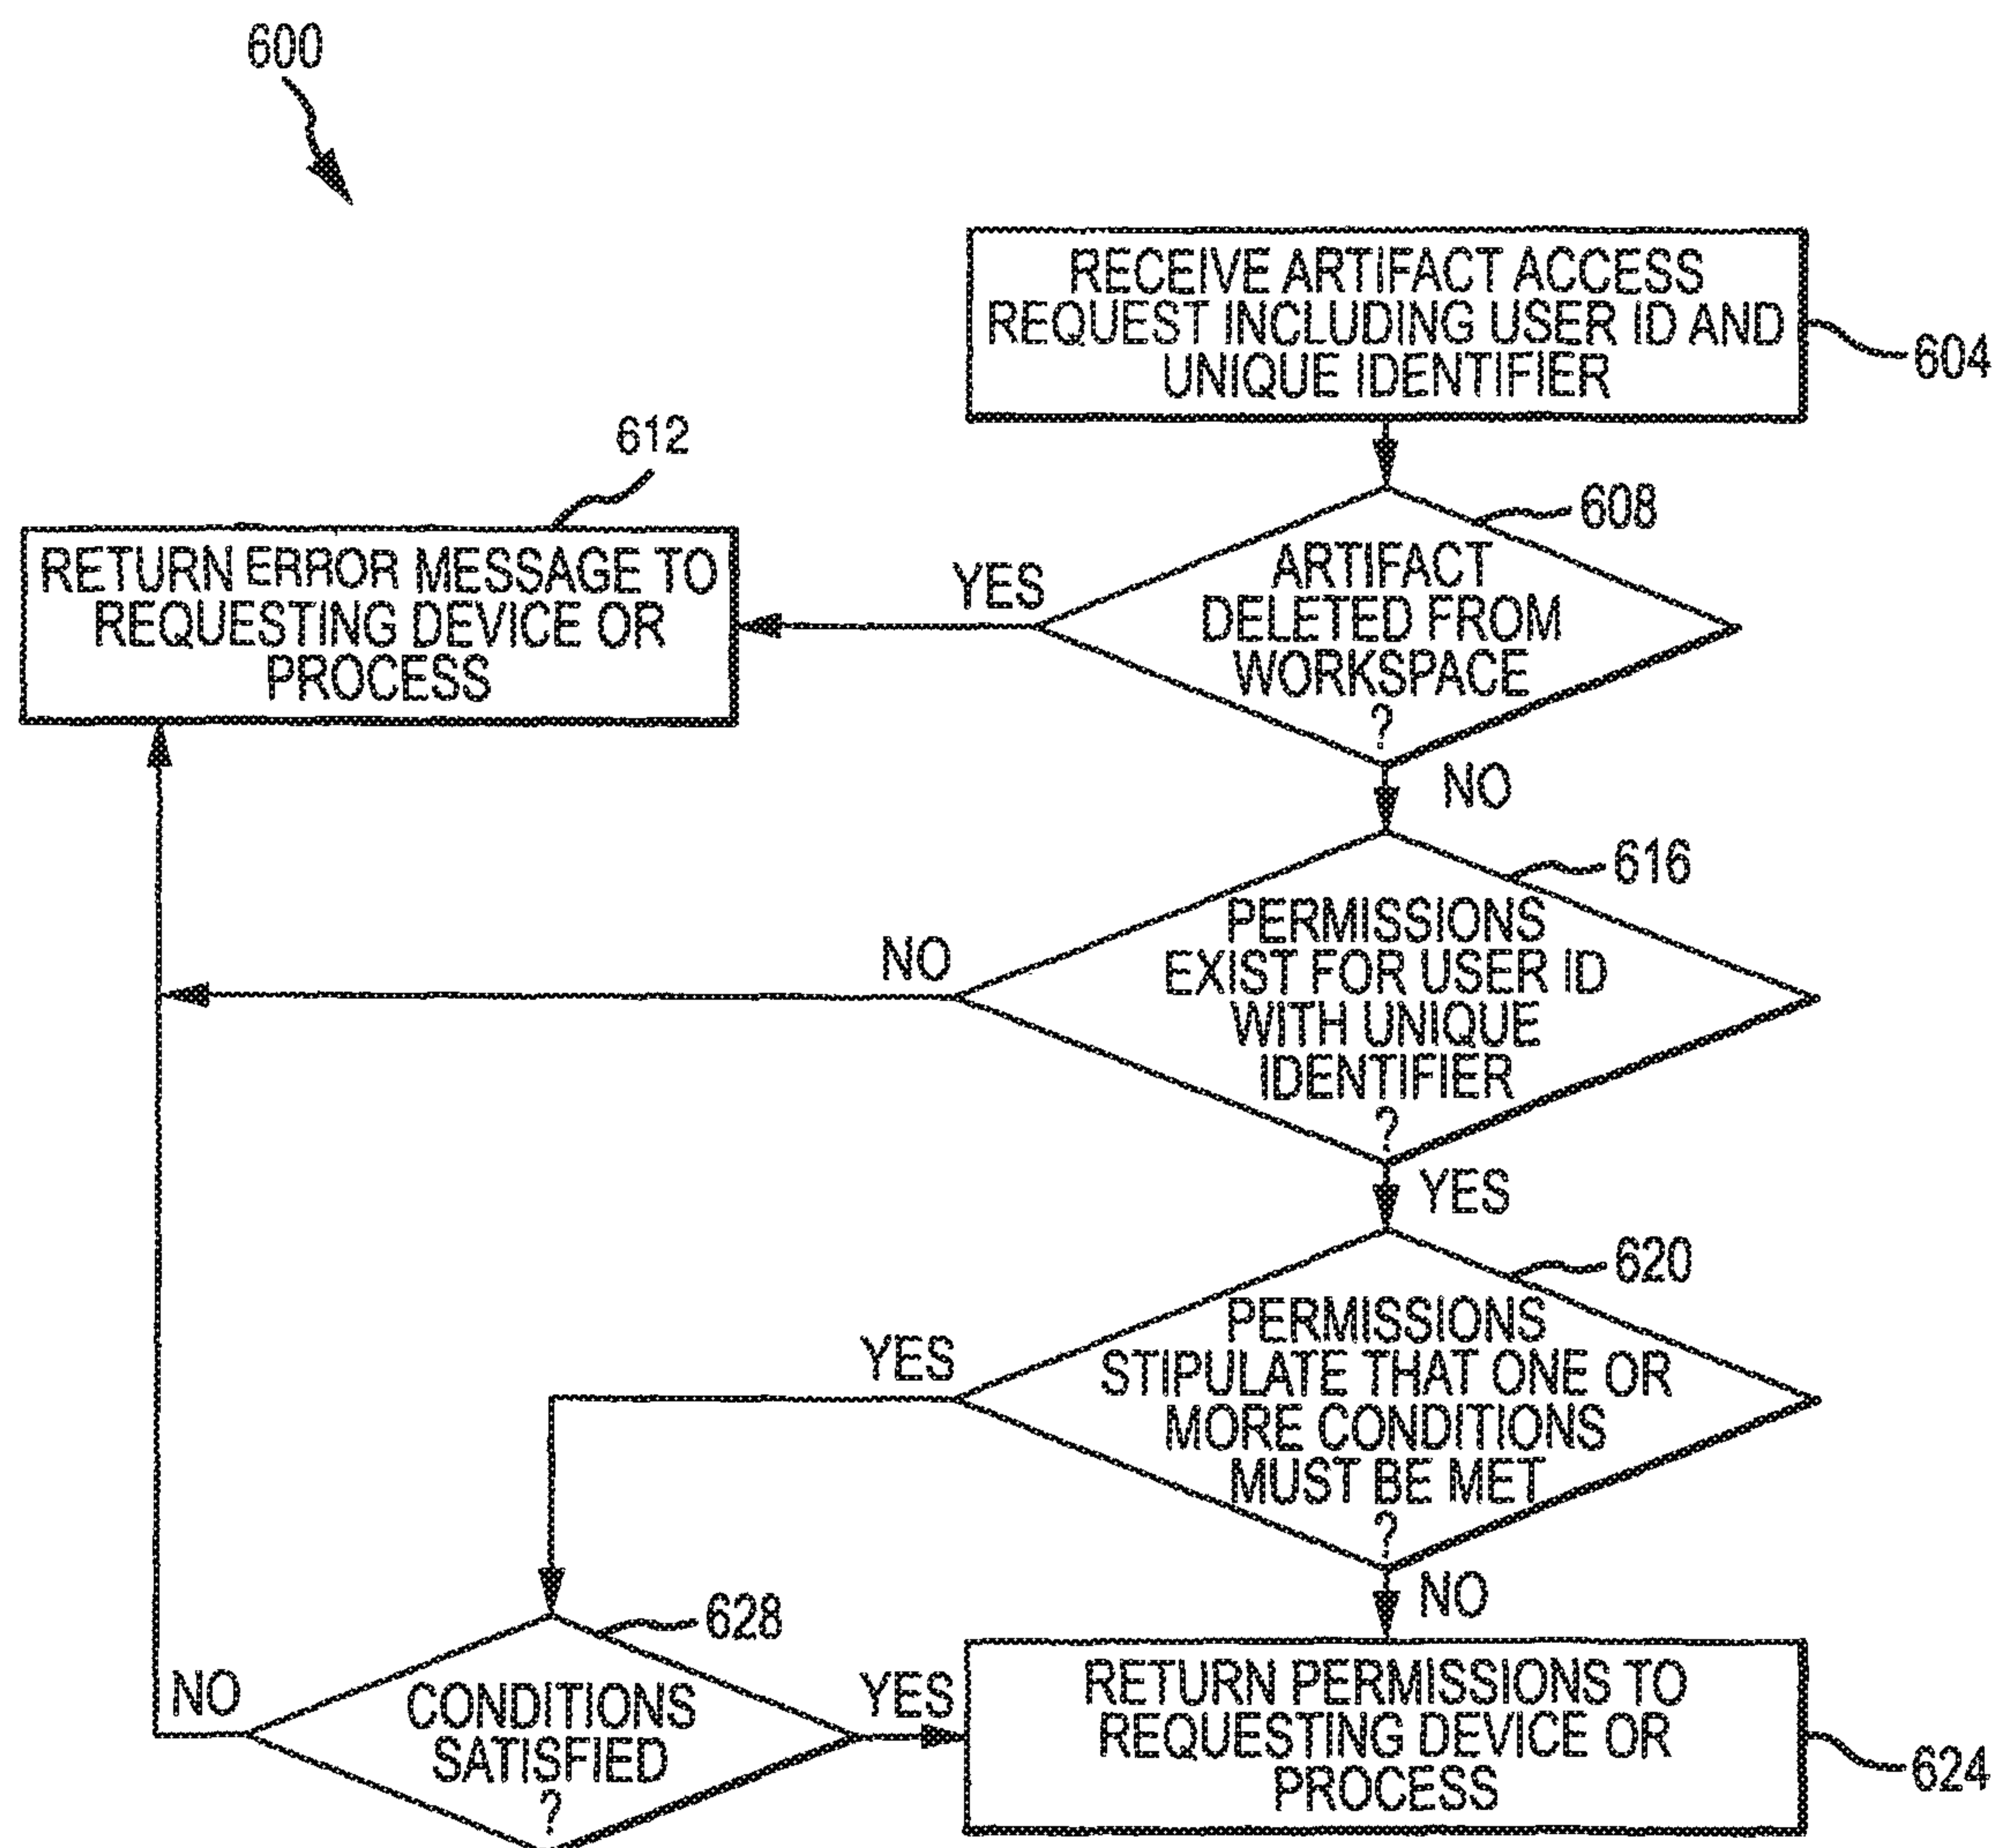 600
RECEIVE ARTIFACT ACCESS
REQUEST INCLUDING USER ID AND
UNIQUE IDENTIFIER
604
612
RETURN ERROR MESSAGE TO
REQUESTING DEVICE OR
PROCESS
YES
608
ARTIFACT
DELETED FROM
WORKSPACE
?
NO
616
PERMISSIONS
EXIST FOR USER ID
WITH UNIQUE
IDENTIFIER
?
NO
YES
620
PERMISSIONS
STIPULATE THAT ONE OR
MORE CONDITIONS
MUST BE MET
?
YES
NO
628
CONDITIONS
SATISFIED
?
NO
YES
RETURN PERMISSIONS TO
REQUESTING DEVICE OR
PROCESS
624